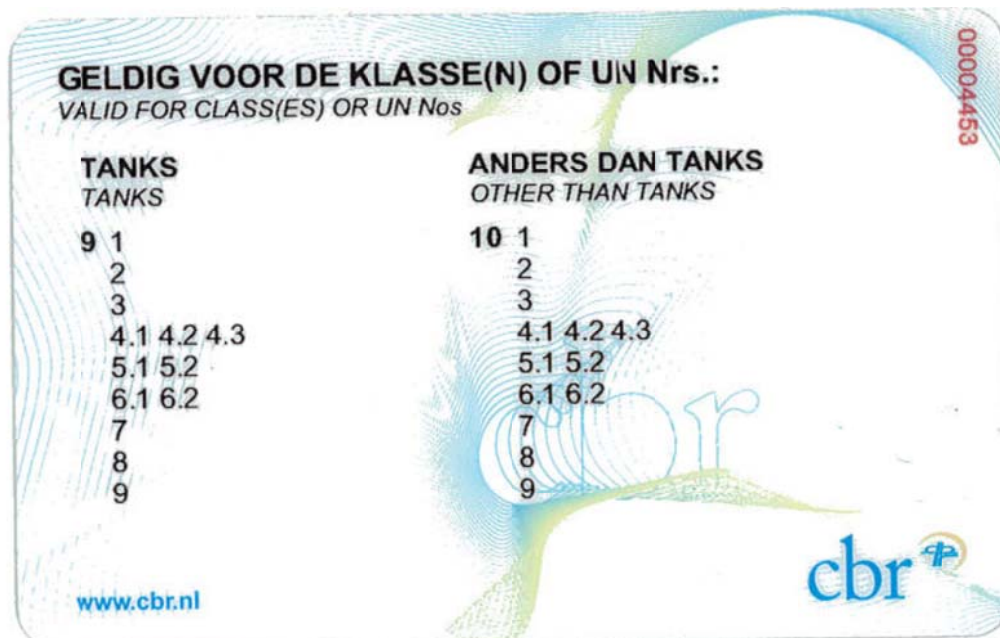 GELDIG VOOR DE KLASSE(N) OF UN Nrs.:
VALID FOR CLASS(ES) OR UN Nos
00004453
TANKS
TANKS
9 1
2
3
4.1 4.2 4.3
5.1 5.2
6.1 6.2
7
8
9
ANDERS DAN TANKS
OTHER THAN TANKS
10 1
2
3
4.1 4.2 4.3
5.1 5.2
6.1 6.2
7
8
9
cbr
www.cbr.nl
cbr